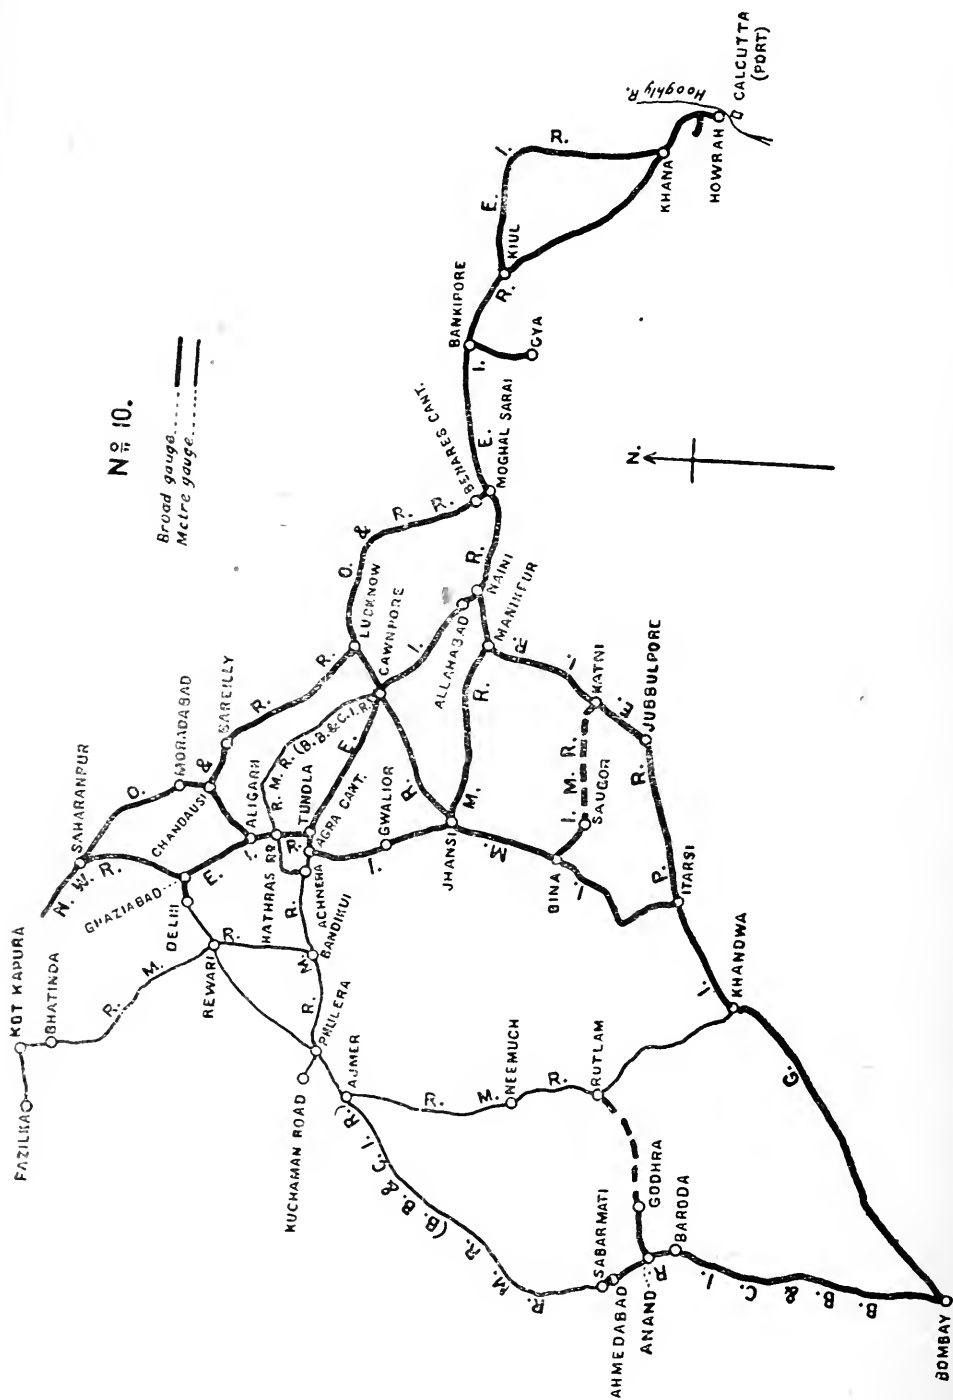 Nº 10.
Broad gauge
Metre gauge
KOT KAPURA
BHATINDA
FAZILKA
SAHARANPUR
N. W. R.
O. & R. R.
MORADABAD
CHANDAUSI
BAREILLY
GHAZIABAD
DELHI
E. I. R.
ALIGARH
HATHRAS RD.
R. M. R. (B.B.& C.I.R.)
TUNDLA
AGRA CANT.
ACHNERA
BANDIKUI
REWARI
R. M. R.
PHULERA
KUCHAMAN ROAD
AJMER
LUCKNOW
CAWNPORE
O. & R. R.
BENARES CANT.
MOGHAL SARAI
E. I. R.
BANKIPORE
GYA
KIUL
E. I. R.
KHANA
HOWRAH
Hooghly R.
CALCUTTA
(PORT)
N.
ALLAHABAD
NAINI
MANIKPUR
GWALIOR
JHANSI
I. M. R.
BINA
I. M. R.
SAUGOR
KATNI
E. I. R.
JUBBULPORE
G. I. P. R.
ITARSI
KHANDWA
R. M. R.
NEEMUCH
RUTLAM
R. M. R. (B. B. & C. I. R.)
SABARMATI
AHMEDABAD
ANAND
GODHRA
BARODA
B. B. & C. I. R
BOMBAY